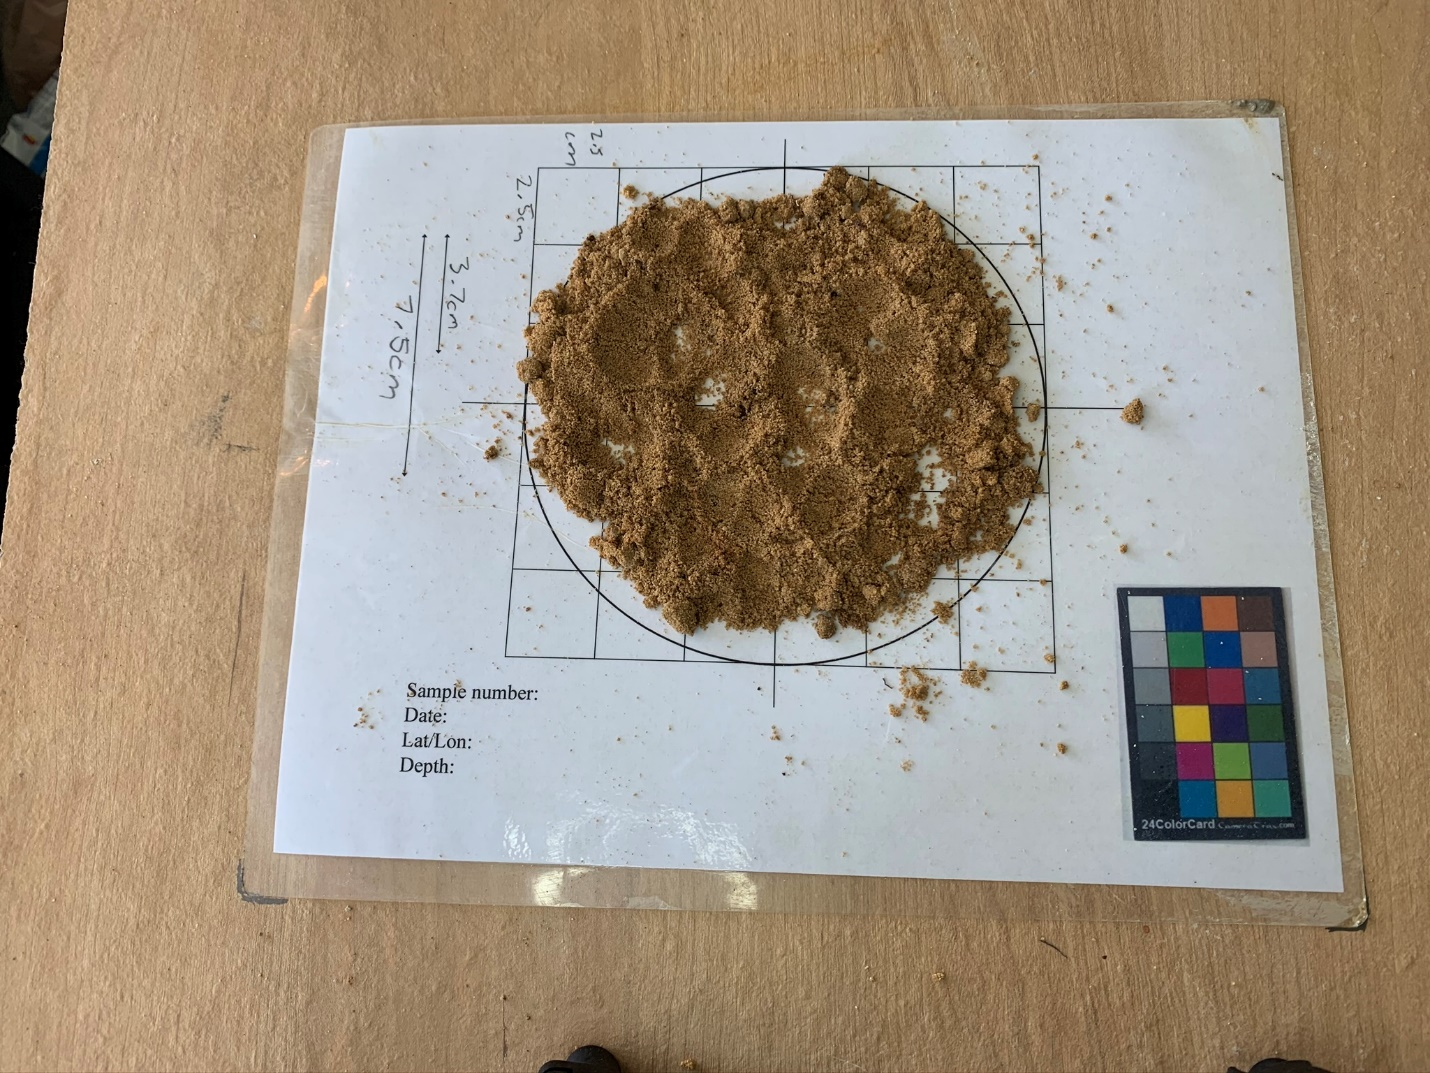 2.5
cm
2.5cm
3.7cm
7.5cm
Sample number:
Date:
Lat/Lon:
Depth:
24ColorCard